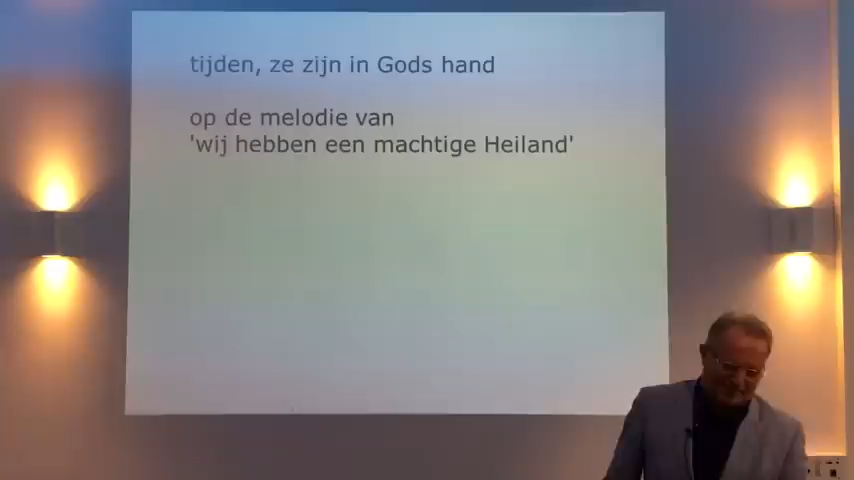 tijden, ze zijn in Gods hand
op de melodie van
'wij hebben een machtige Heiland'